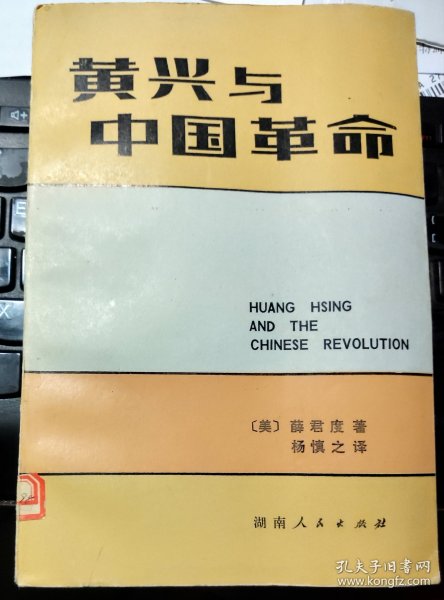 黄兴与
中国革命
HUANG HSING
AND THE
CHINESE REVOLUTION
〔美〕薛君度著
杨慎之译
湖南人民出版社
孔夫子旧书网
www.kongfz.com